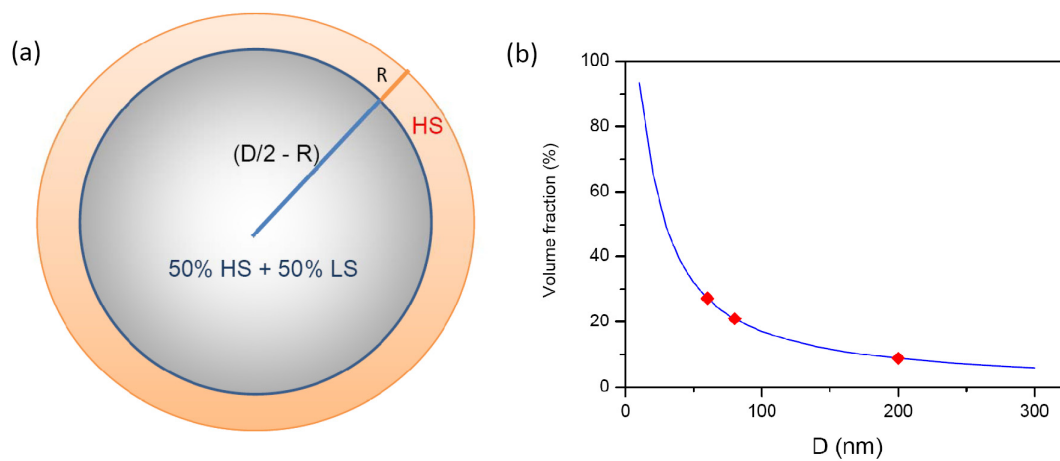 (a)
R
HS
(D/2 - R)
50% HS + 50% LS
(b)
Volume fraction (%)
100
80
60
40
20
0
0
100
200
300
D (nm)